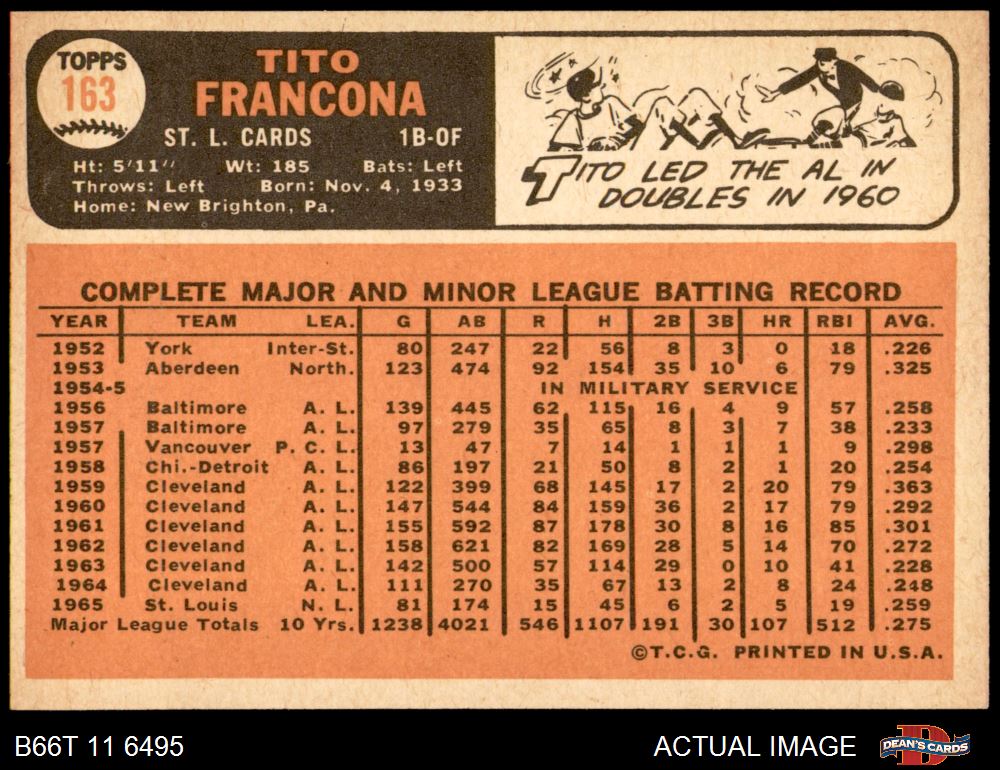 TOPPS
163
TITO
FRANCONA
ST. L. CARDS 1B-OF
Ht: 5'11" Wt: 185 Bats: Left
Throws: Left Born: Nov. 4, 1933
Home: New Brighton, Pa.
TITO LED THE AL IN
DOUBLES IN 1960
COMPLETE MAJOR AND MINOR LEAGUE BATTING RECORD
YEAR TEAM LEA. G AB R H 2B 3B HR RBI AVG.
1952 York Inter-St. 80 247 22 56 8 3 0 18 .226
1953 Aberdeen North. 123 474 92 154 35 10 6 79 .325
1954-5 IN MILITARY SERVICE
1956 Baltimore A. L. 139 445 62 115 16 4 9 57 .258
1957 Baltimore A. L. 97 279 35 65 8 3 7 38 .233
1957 Vancouver P. C. L. 13 47 7 14 1 1 1 9 .298
1958 Chi.-Detroit A. L. 86 197 21 50 8 2 1 20 .254
1959 Cleveland A. L. 122 399 68 145 17 2 20 79 .363
1960 Cleveland A. L. 147 544 84 159 36 2 17 79 .292
1961 Cleveland A. L. 155 592 87 178 30 8 16 85 .301
1962 Cleveland A. L. 158 621 82 169 28 5 14 70 .272
1963 Cleveland A. L. 142 500 57 114 29 0 10 41 .228
1964 Cleveland A. L. 111 270 35 67 13 2 8 24 .248
1965 St. Louis N. L. 81 174 15 45 6 2 5 19 .259
Major League Totals 10 Yrs. 1238 4021 546 1107 191 30 107 512 .275
©T.C.G. PRINTED IN U.S.A.
B66T 11 6495 ACTUAL IMAGE DEAN'S CARDS